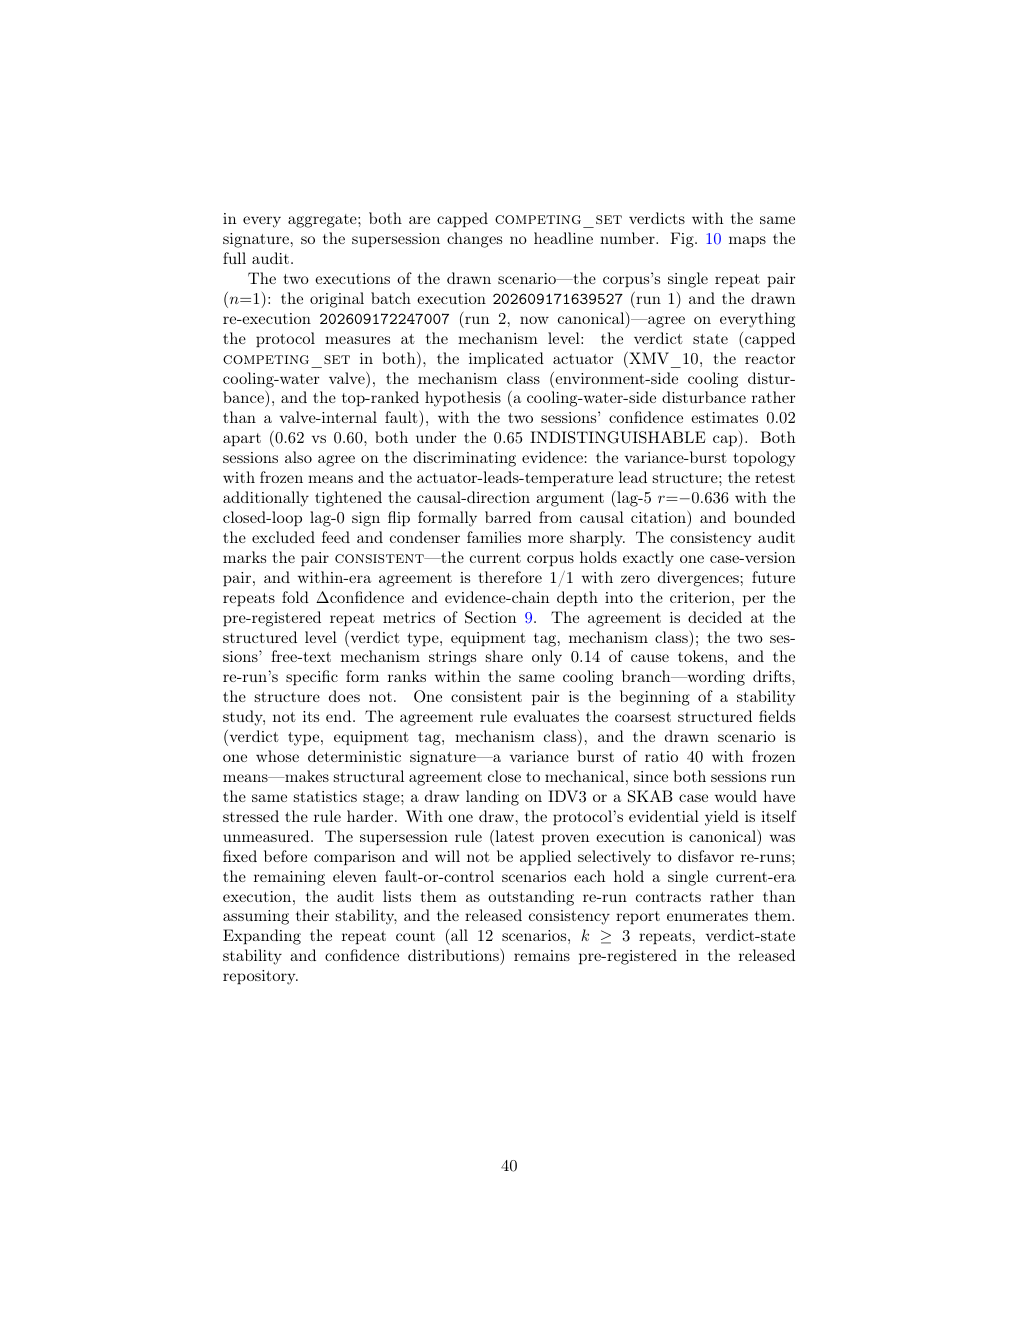 in every aggregate; both are capped COMPETING_SET verdicts with the same
signature, so the supersession changes no headline number. Fig. 10 maps the
full audit.
The two executions of the drawn scenario—the corpus's single repeat pair
(n=1): the original batch execution 202609171639527 (run 1) and the drawn
re-execution 202609172247007 (run 2, now canonical)—agree on everything
the protocol measures at the mechanism level: the verdict state (capped
COMPETING_SET in both), the implicated actuator (XMV_10, the reactor
cooling-water valve), the mechanism class (environment-side cooling distur-
bance), and the top-ranked hypothesis (a cooling-water-side disturbance rather
than a valve-internal fault), with the two sessions' confidence estimates 0.02
apart (0.62 vs 0.60, both under the 0.65 INDISTINGUISHABLE cap). Both
sessions also agree on the discriminating evidence: the variance-burst topology
with frozen means and the actuator-leads-temperature lead structure; the retest
additionally tightened the causal-direction argument (lag-5 r=−0.636 with the
closed-loop lag-0 sign flip formally barred from causal citation) and bounded
the excluded feed and condenser families more sharply. The consistency audit
marks the pair CONSISTENT—the current corpus holds exactly one case-version
pair, and within-era agreement is therefore 1/1 with zero divergences; future
repeats fold Δconfidence and evidence-chain depth into the criterion, per the
pre-registered repeat metrics of Section 9. The agreement is decided at the
structured level (verdict type, equipment tag, mechanism class); the two ses-
sions' free-text mechanism strings share only 0.14 of cause tokens, and the
re-run's specific form ranks within the same cooling branch—wording drifts,
the structure does not. One consistent pair is the beginning of a stability
study, not its end. The agreement rule evaluates the coarsest structured fields
(verdict type, equipment tag, mechanism class), and the drawn scenario is
one whose deterministic signature—a variance burst of ratio 40 with frozen
means—makes structural agreement close to mechanical, since both sessions run
the same statistics stage; a draw landing on IDV3 or a SKAB case would have
stressed the rule harder. With one draw, the protocol's evidential yield is itself
unmeasured. The supersession rule (latest proven execution is canonical) was
fixed before comparison and will not be applied selectively to disfavor re-runs;
the remaining eleven fault-or-control scenarios each hold a single current-era
execution, the audit lists them as outstanding re-run contracts rather than
assuming their stability, and the released consistency report enumerates them.
Expanding the repeat count (all 12 scenarios, k ≥ 3 repeats, verdict-state
stability and confidence distributions) remains pre-registered in the released
repository.
40